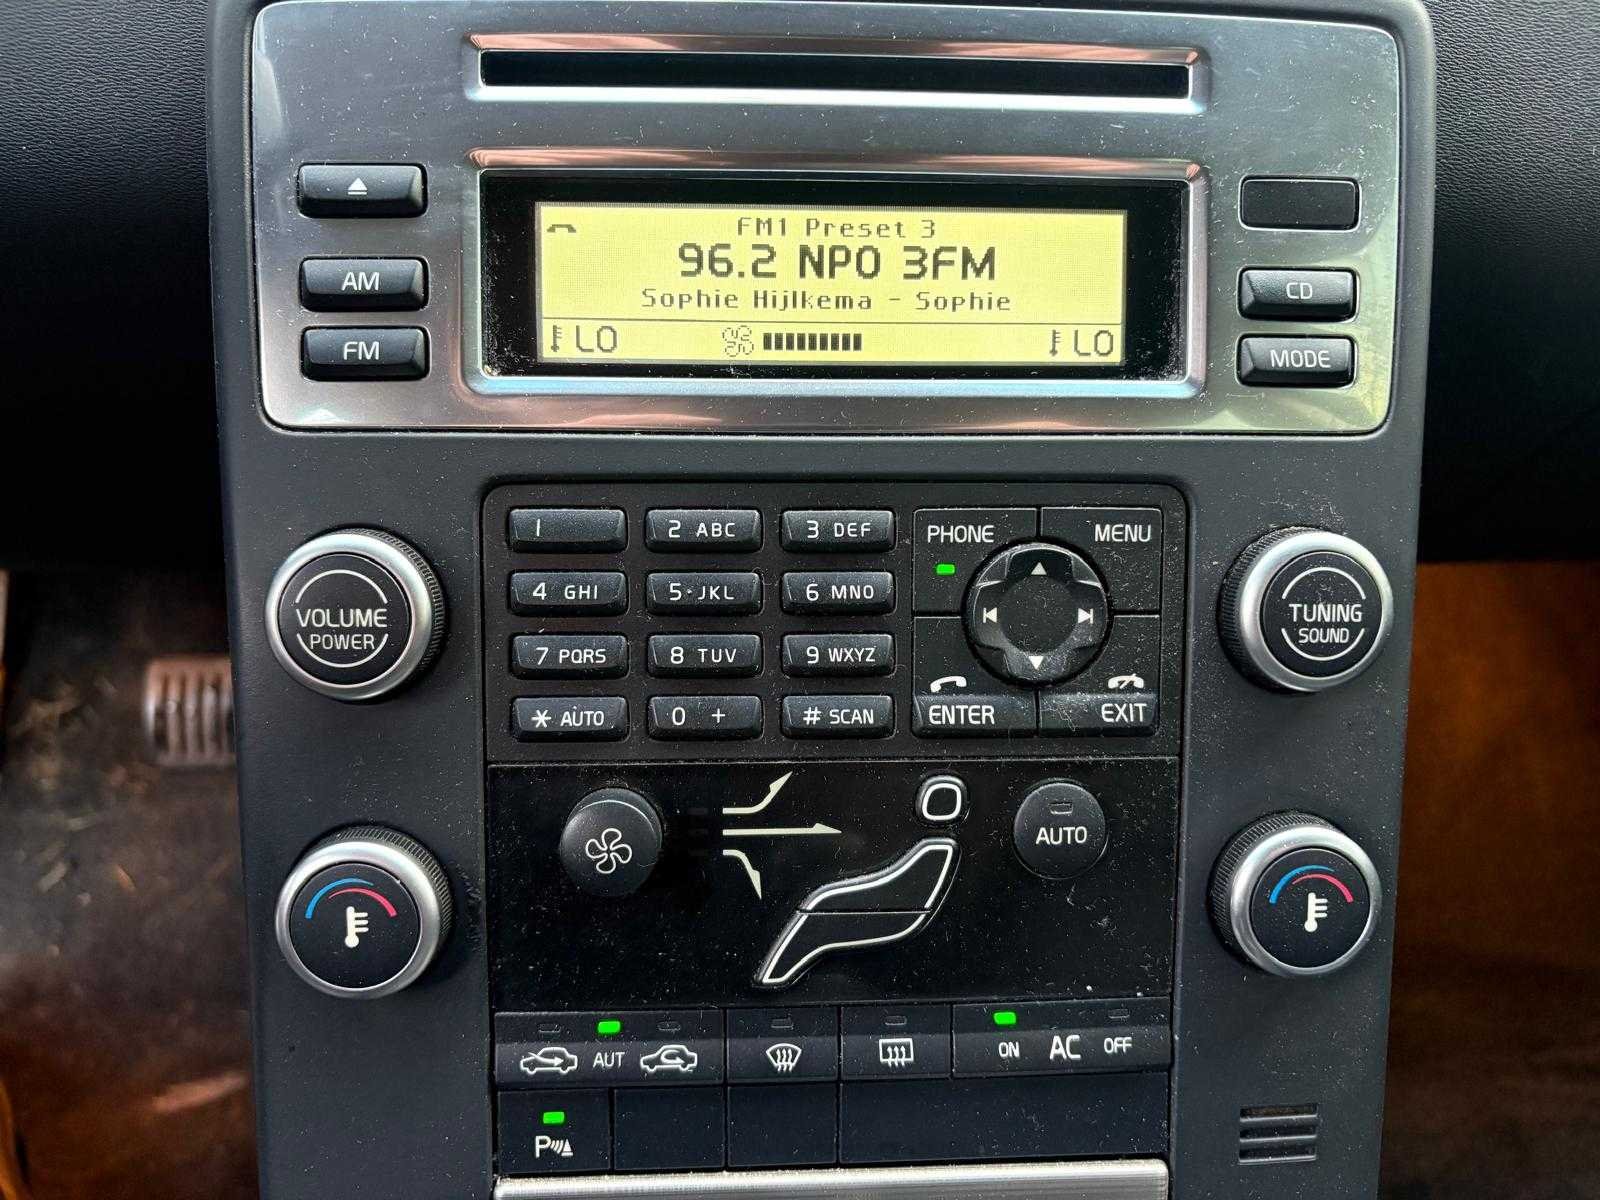 FM1 Preset 3
96.2 NPO 3FM
Sophie Hijlkema - Sophie
LO LO
AM
FM
CD
MODE
1
2 ABC
3 DEF
4 GHI
5 JKL
6 MNO
7 PQRS
8 TUV
9 WXYZ
* AUTO
0 +
# SCAN
PHONE
MENU
ENTER
EXIT
VOLUME
POWER
TUNING
SOUND
AUTO
AUT
ON AC OFF
P